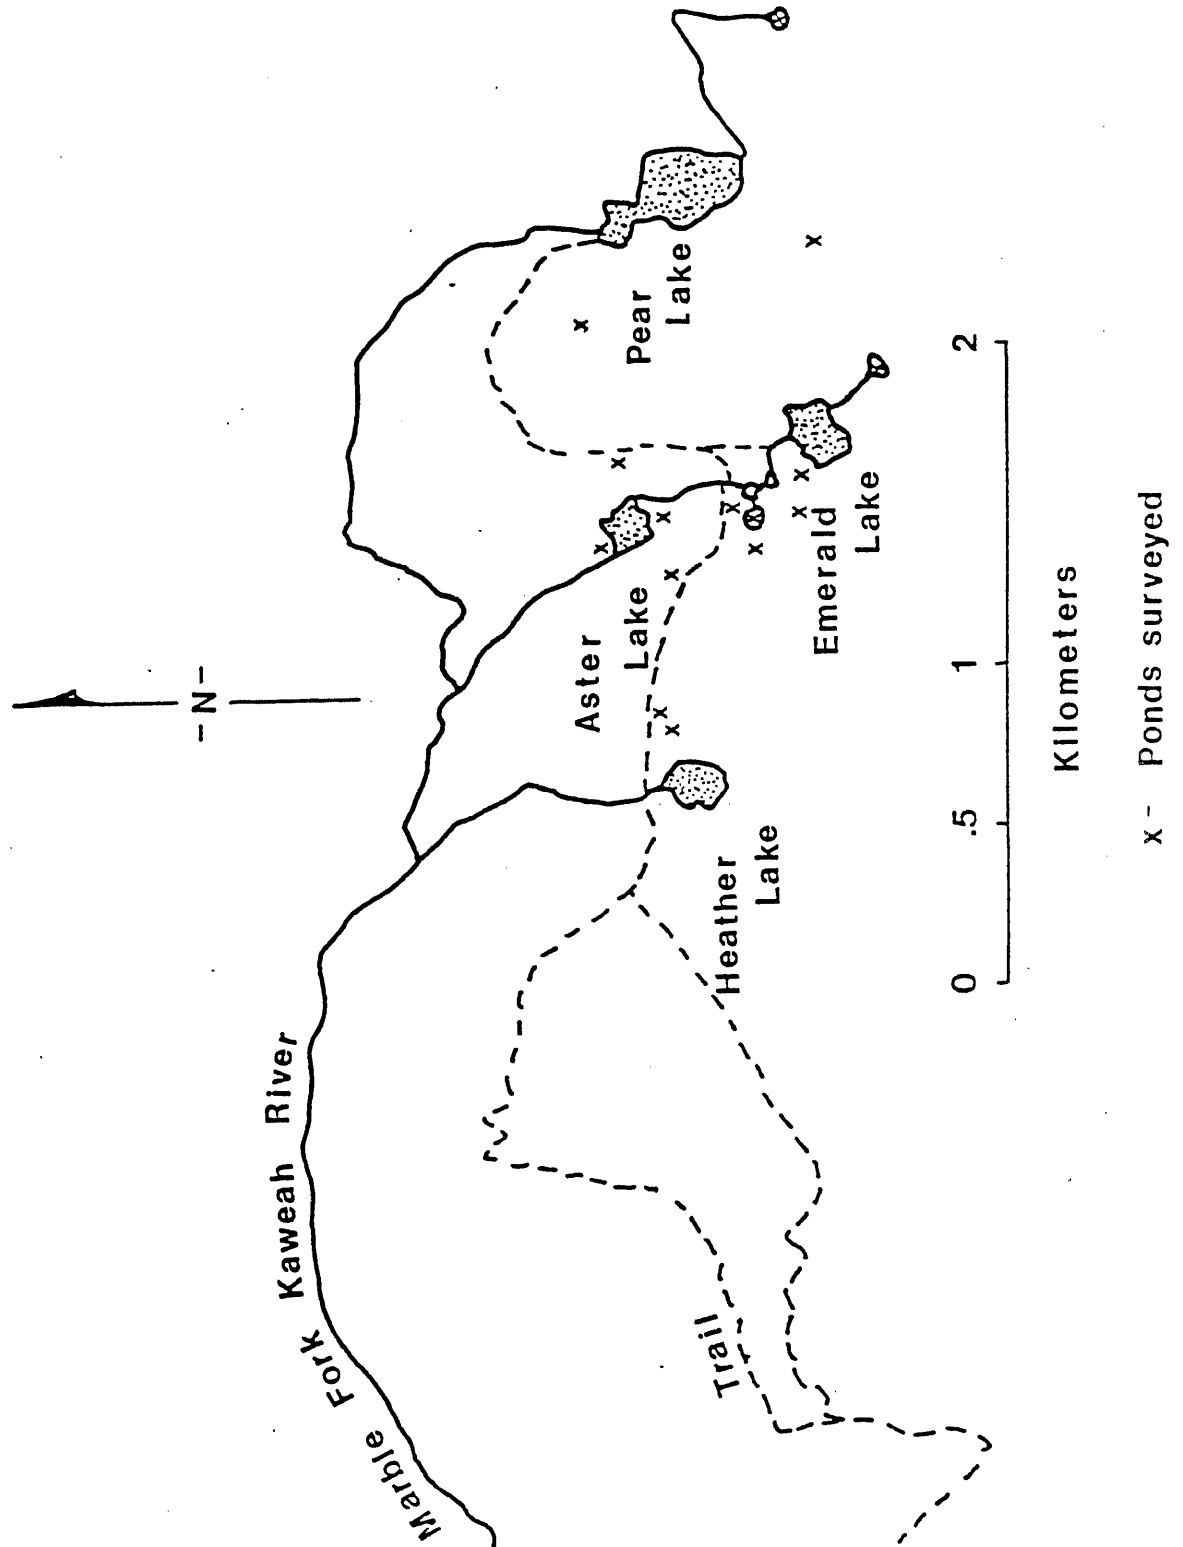 -N-
Marble Fork Kaweah River
Trail
Heather
Lake
Aster
Lake
Emerald
Lake
Pear
Lake
0 .5 1 2
Kilometers
x - Ponds surveyed